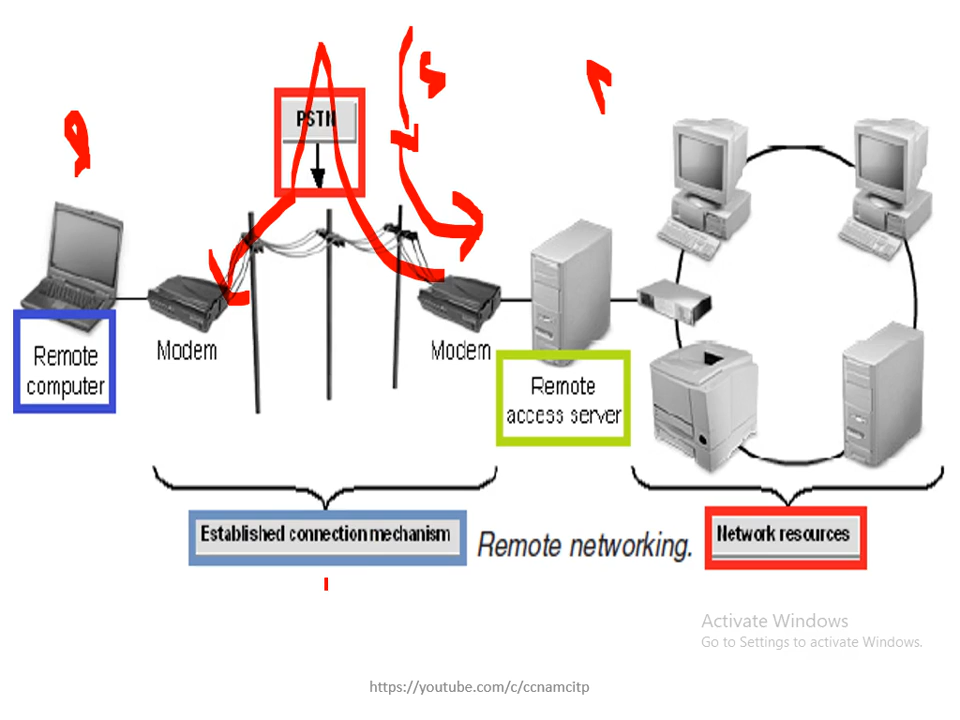 PSTN
Modem
Modem
Remote
computer
Remote
access server
Established connection mechanism
Remote networking.
Network resources
Activate Windows
Go to Settings to activate Windows.
https://youtube.com/c/ccnamcitp